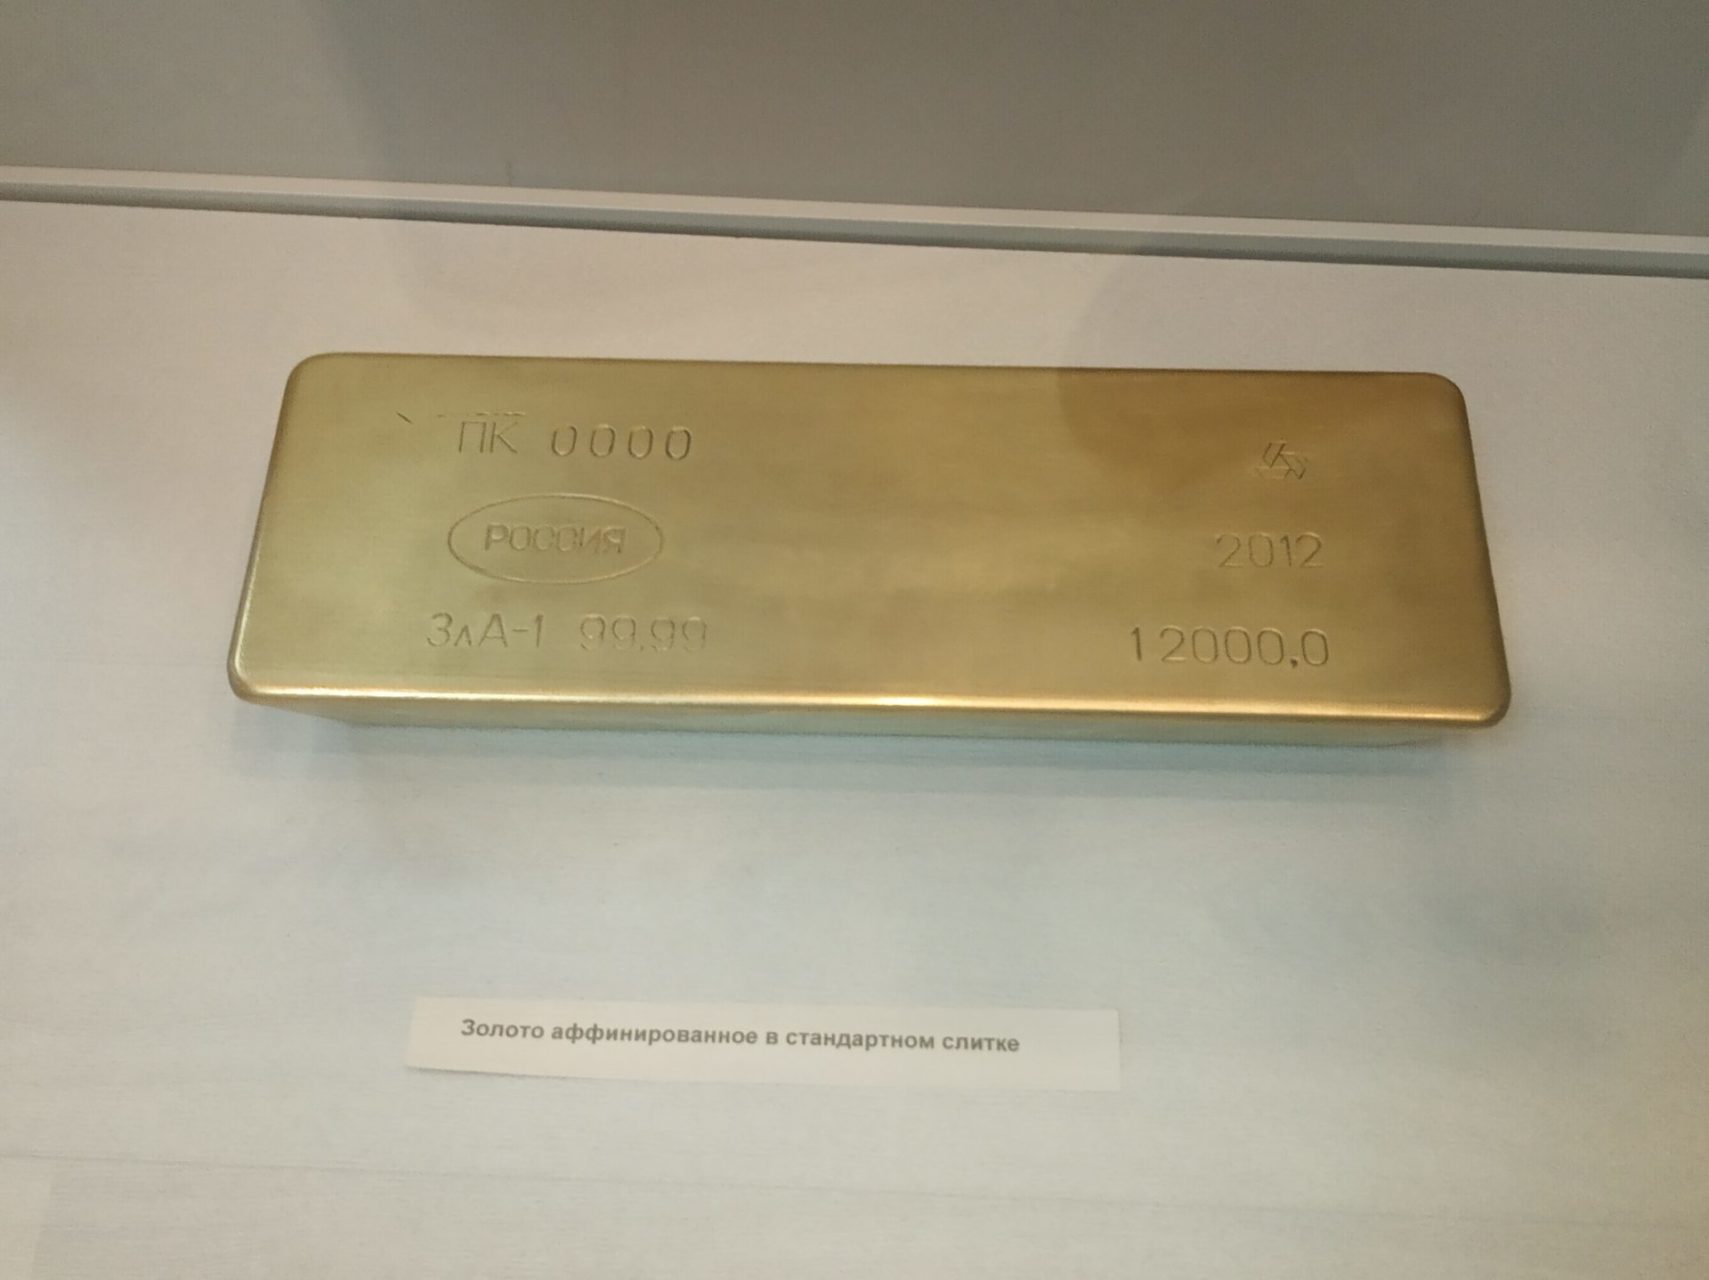 ПК 0000
РОССИЯ
2012
ЗлА-1 99,99
12000,0
Золото аффинированное в стандартном слитке